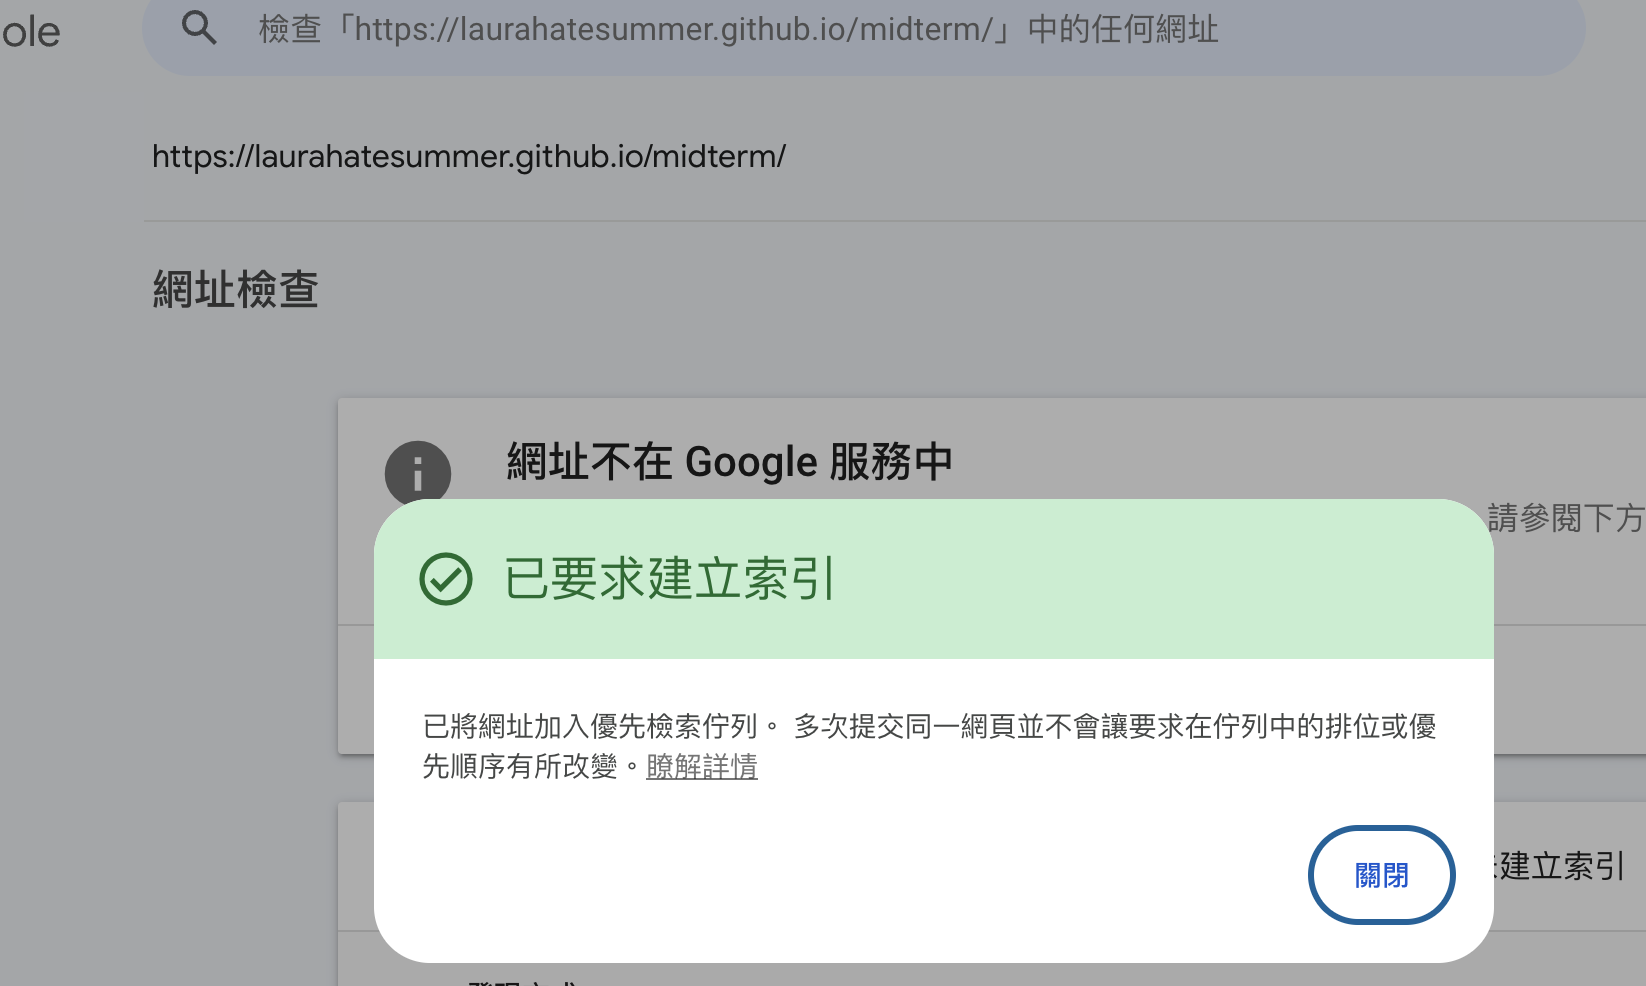 ole
檢查「https://laurahatesummer.github.io/midterm/」中的任何網址
https://laurahatesummer.github.io/midterm/
網址檢查
網址不在 Google 服務中
請參閱下方
已要求建立索引
已將網址加入優先檢索佇列。 多次提交同一網頁並不會讓要求在佇列中的排位或優
先順序有所改變。瞭解詳情
關閉
建立索引